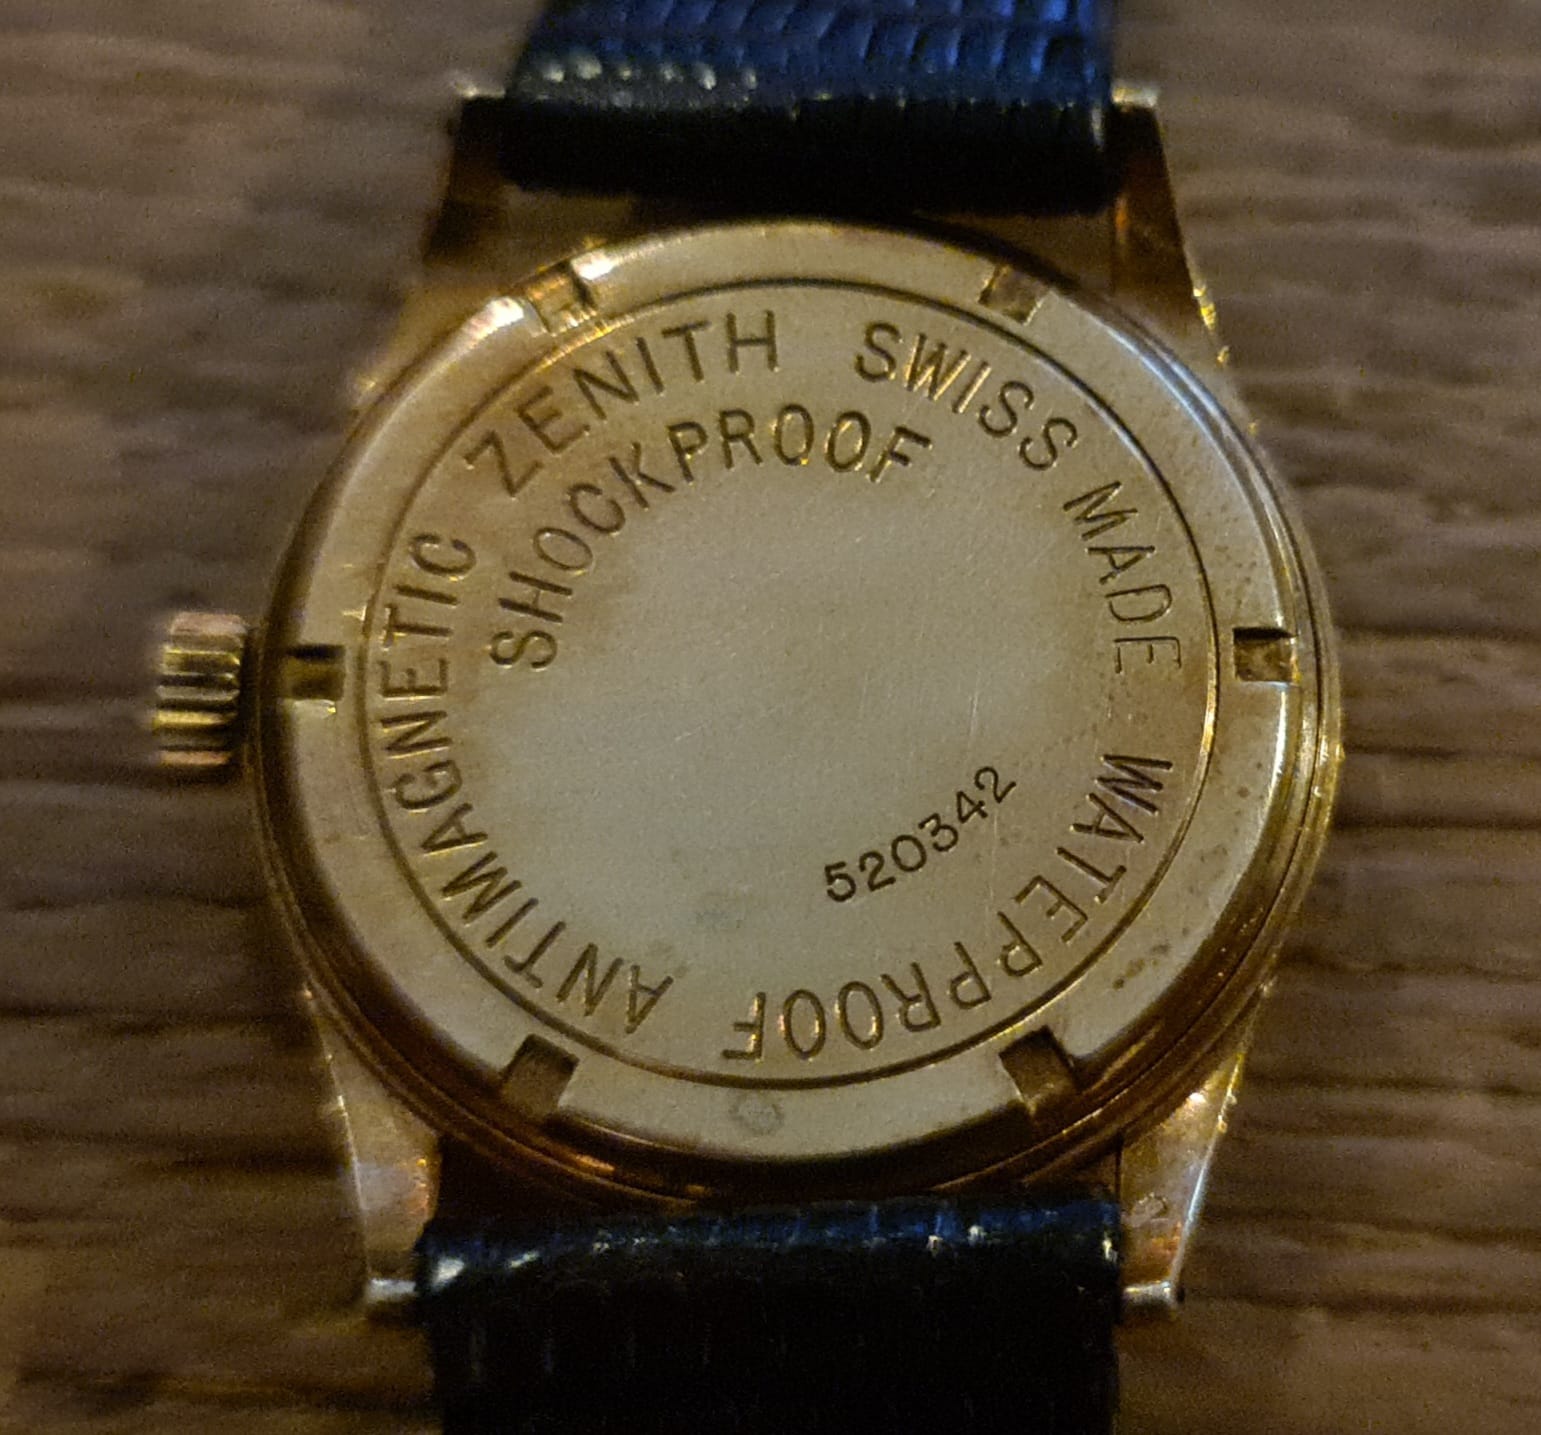 ZENITH SWISS MADE WATERPROOF ANTIMAGNETIC
SHOCKPROOF
520342